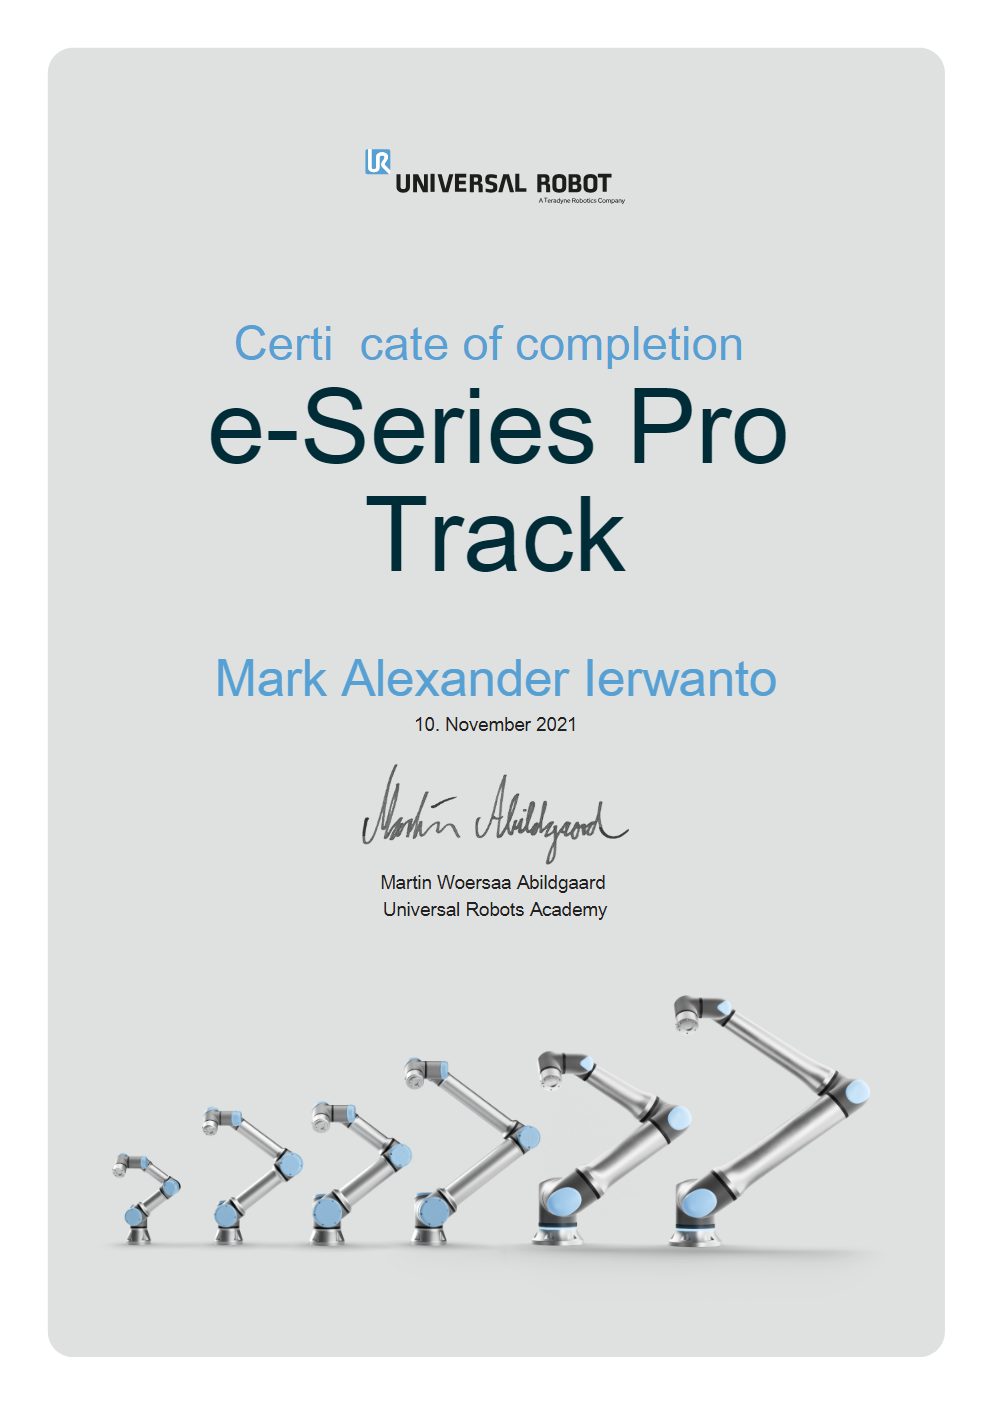 UR
UNIVERSAL ROBOT
A Teradyne Robotics Company
Certi cate of completion
e-Series Pro
Track
Mark Alexander Ierwanto
10. November 2021
Martin Abildgaard
Martin Woersaa Abildgaard
Universal Robots Academy